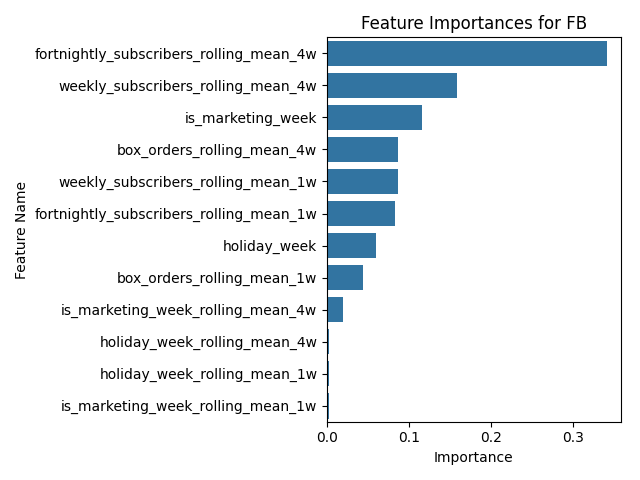 Feature Importances for FB
fortnightly_subscribers_rolling_mean_4w
weekly_subscribers_rolling_mean_4w
is_marketing_week
box_orders_rolling_mean_4w
weekly_subscribers_rolling_mean_1w
fortnightly_subscribers_rolling_mean_1w
holiday_week
box_orders_rolling_mean_1w
is_marketing_week_rolling_mean_4w
holiday_week_rolling_mean_4w
holiday_week_rolling_mean_1w
is_marketing_week_rolling_mean_1w
Feature Name
0.0 0.1 0.2 0.3
Importance